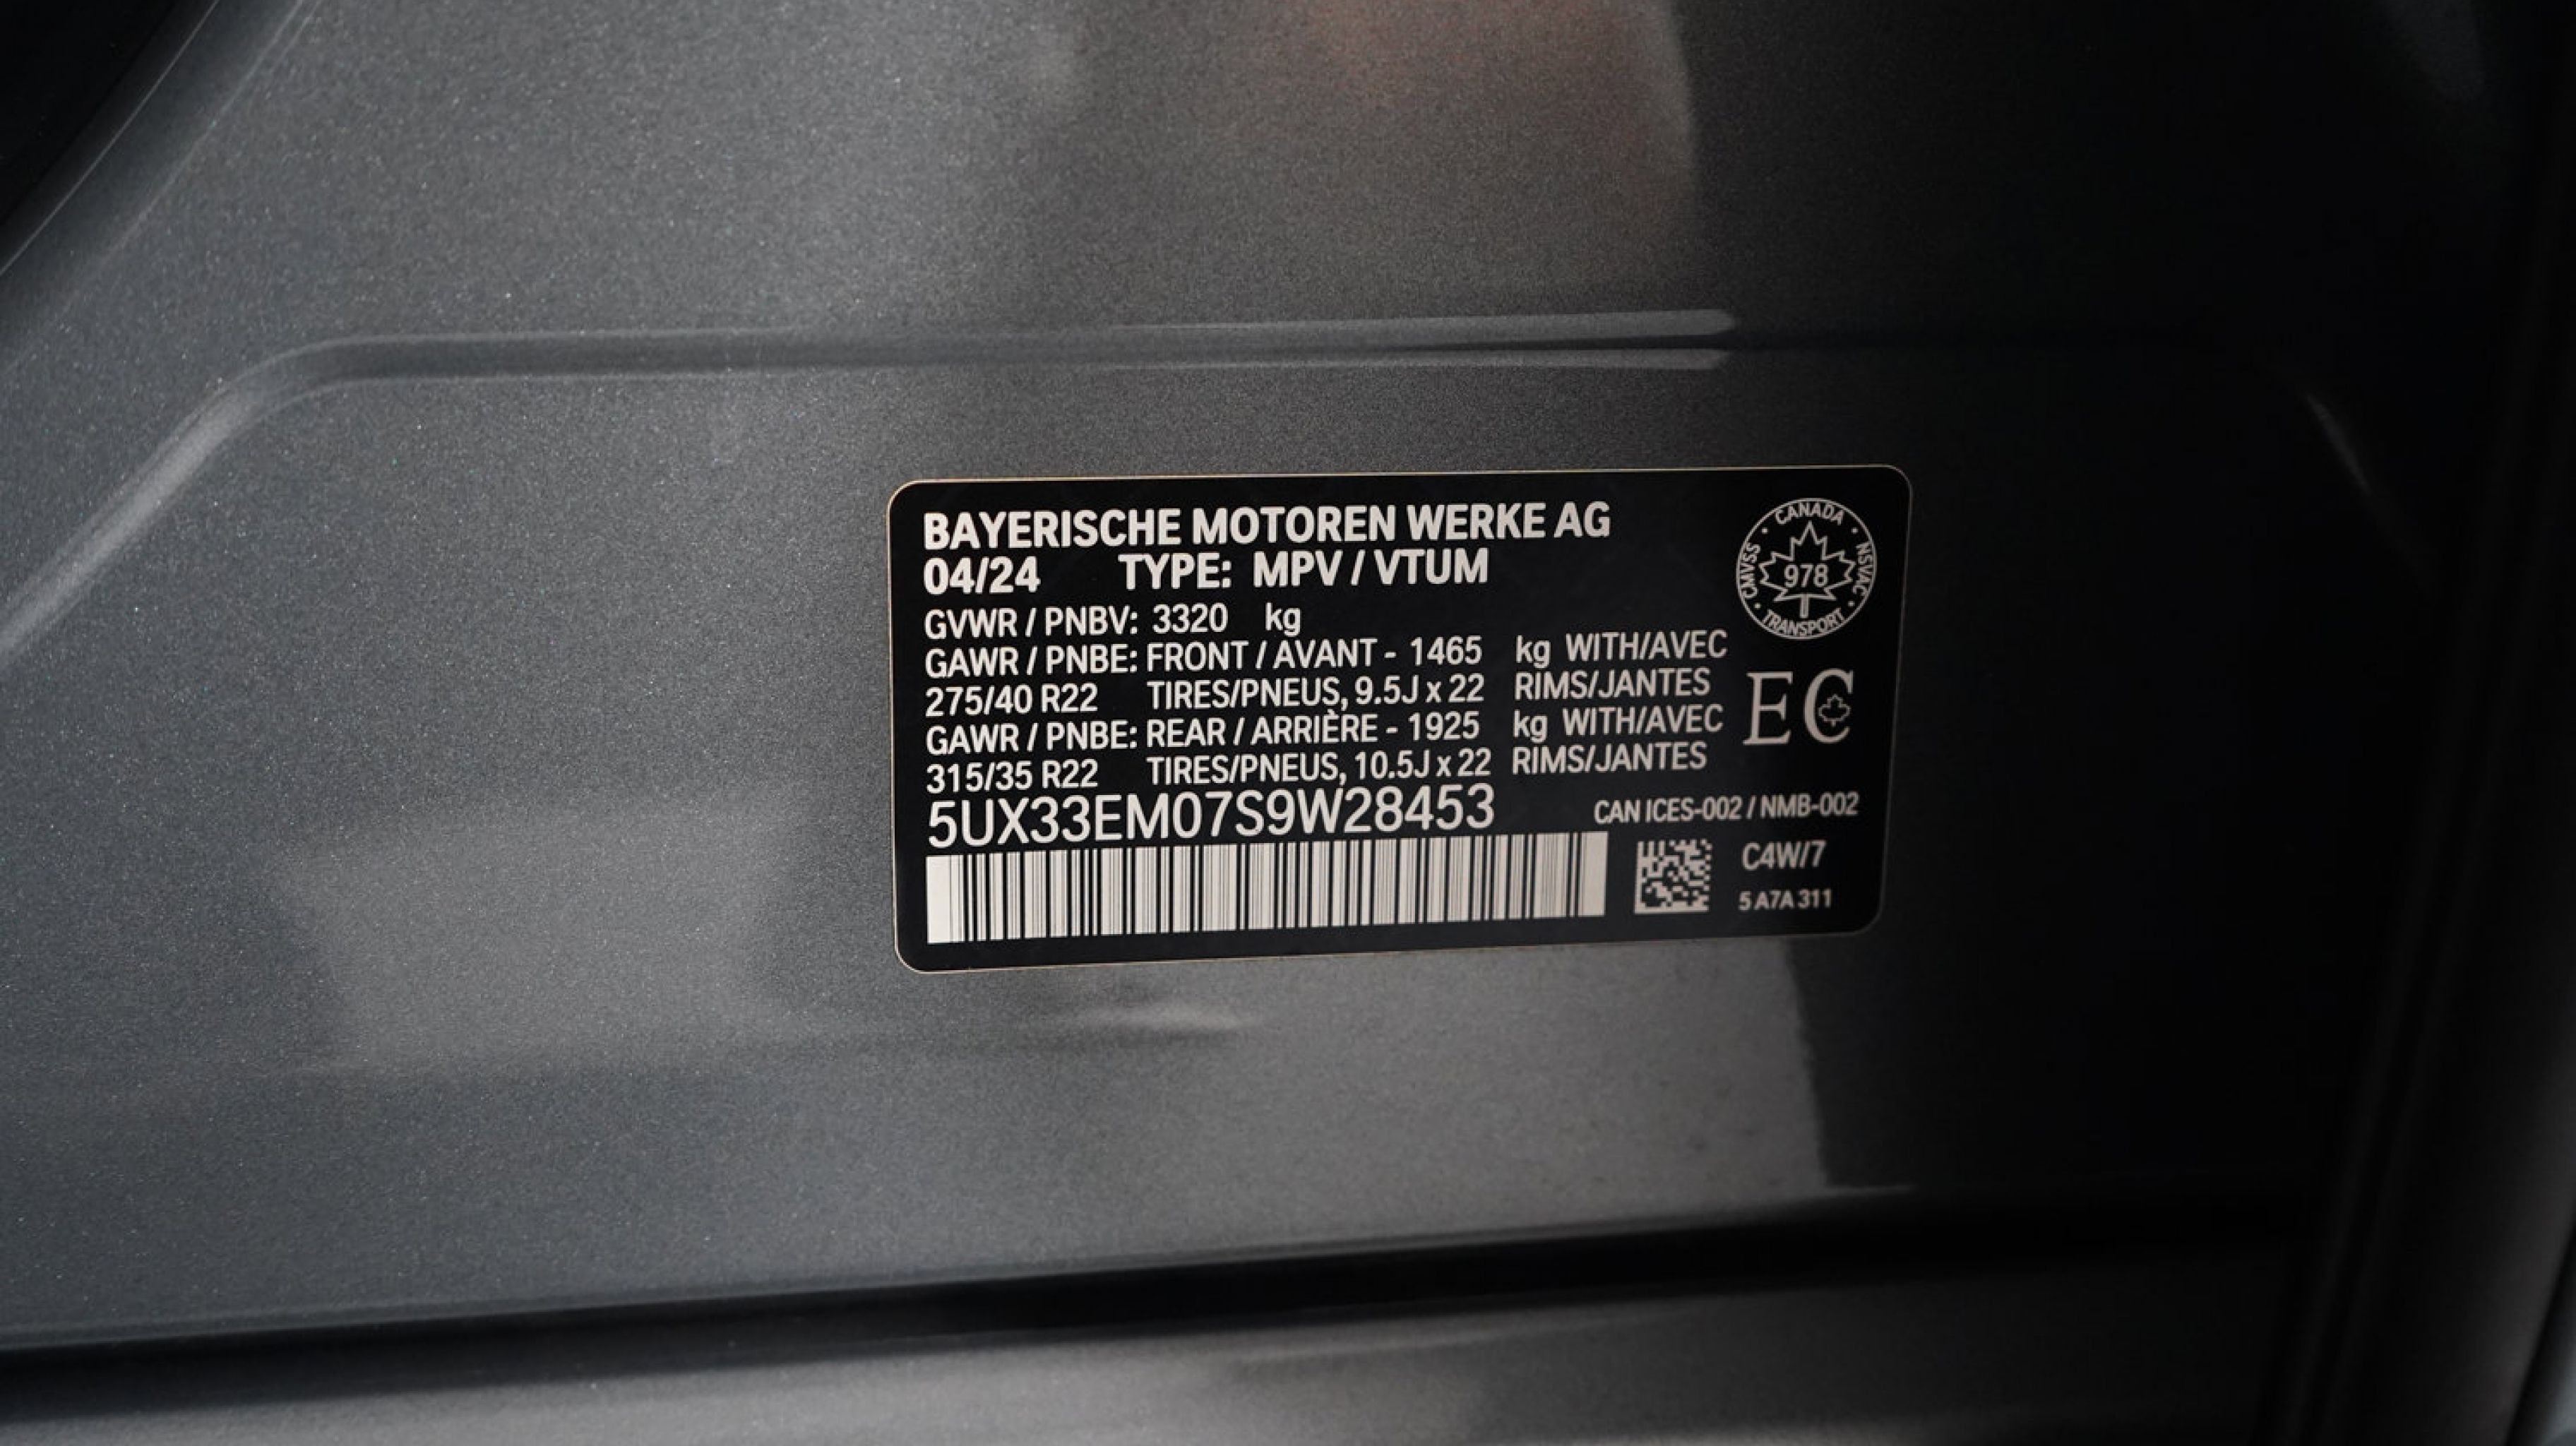 BAYERISCHE MOTOREN WERKE AG
04/24 TYPE: MPV / VTUM
GVWR / PNBV: 3320 kg
GAWR / PNBE: FRONT / AVANT - 1465 kg WITH/AVEC
275/40 R22 TIRES/PNEUS, 9.5J x 22 RIMS/JANTES
GAWR / PNBE: REAR / ARRIÈRE - 1925 kg WITH/AVEC
315/35 R22 TIRES/PNEUS, 10.5J x 22 RIMS/JANTES
5UX33EM07S9W28453
CANADA
CMVSS 978 NSVAC
TRANSPORT
EC
CAN ICES-002 / NMB-002
C4W/7
5 A7A 311